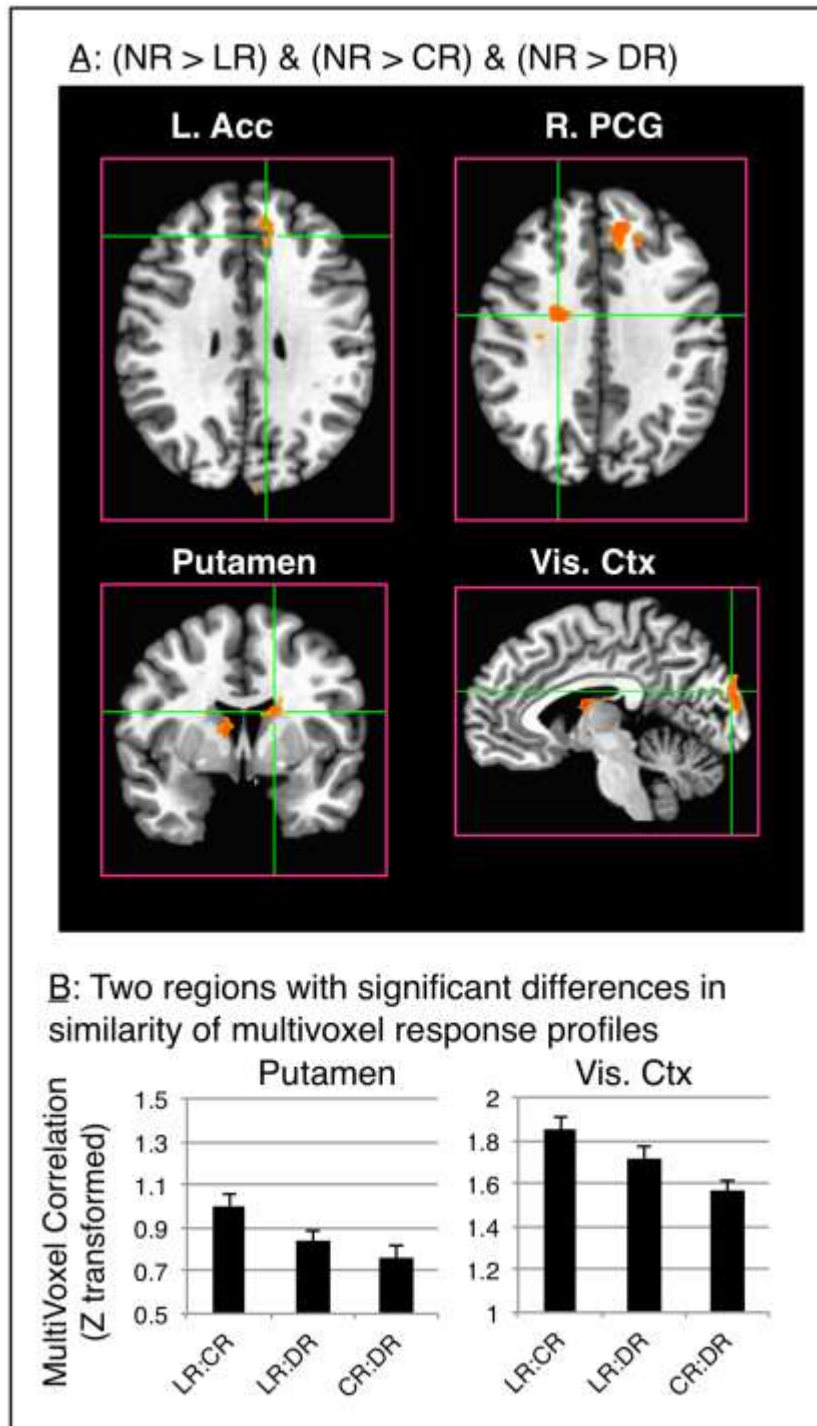 A: (NR > LR) & (NR > CR) & (NR > DR)
L. Acc
R. PCG
Putamen
Vis. Ctx
B: Two regions with significant differences in
similarity of multivoxel response profiles
Putamen
Vis. Ctx
MultiVoxel Correlation
(Z transformed)
1.5
1.3
1.1
0.9
0.7
0.5
LR:CR
LR:DR
CR:DR
2
1.8
1.6
1.4
1.2
1
LR:CR
LR:DR
CR:DR